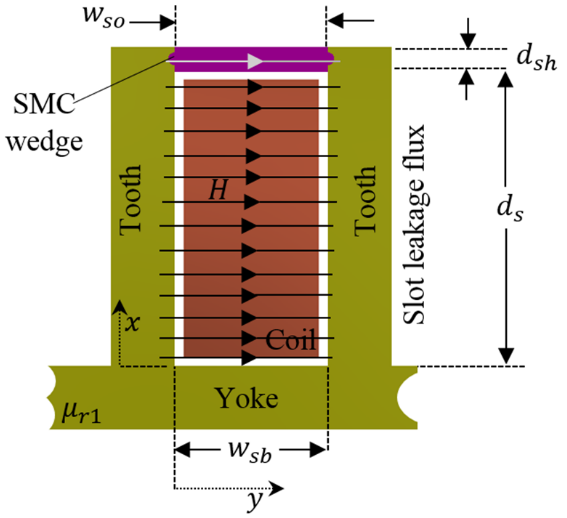 w_so
d_sh
SMC
wedge
H
Tooth
Tooth
Slot leakage flux
d_s
x
Coil
Yoke
μ_r1
w_sb
y